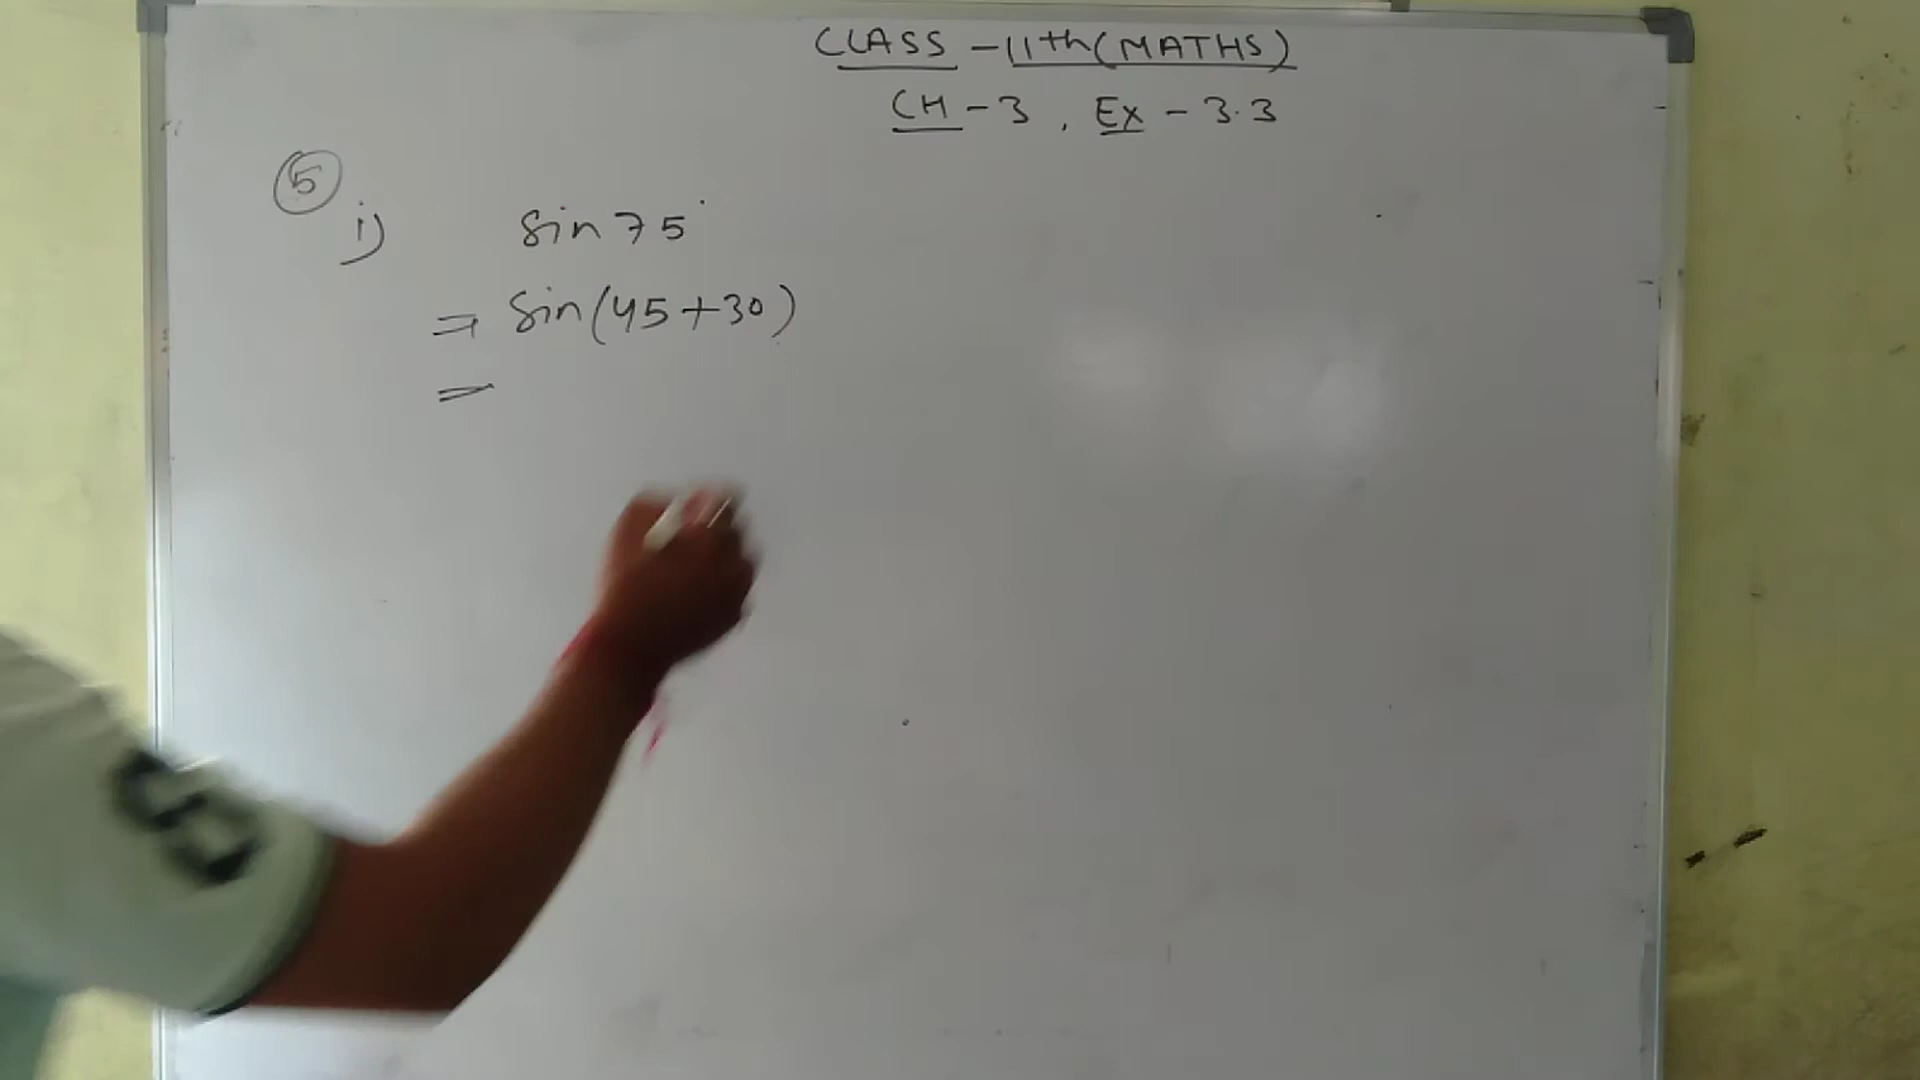 CLASS - 11th (MATHS)
CH - 3 , Ex - 3.3
5
i) sin 75°
= sin(45+30)
=